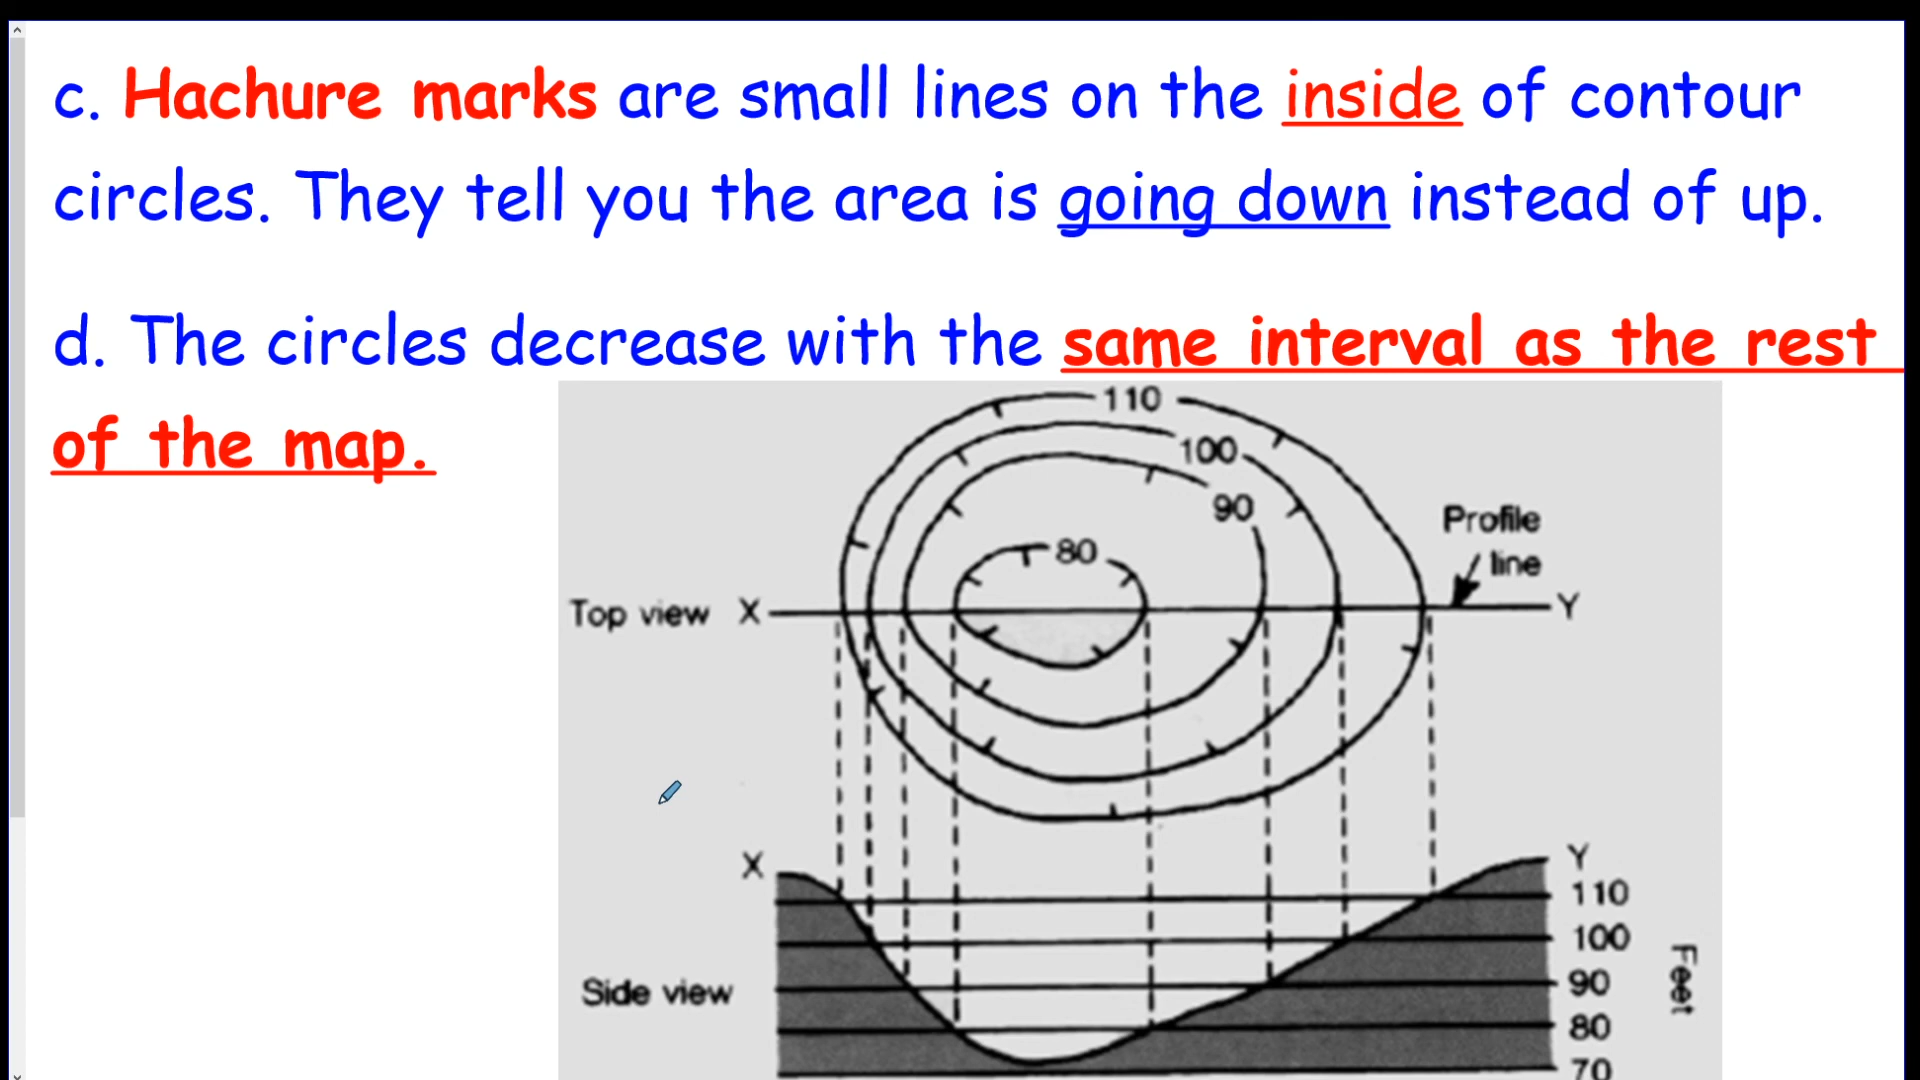 c. Hachure marks are small lines on the inside of contour
circles. They tell you the area is going down instead of up.
d. The circles decrease with the same interval as the rest
of the map.
110
100
90
80
Profile
line
Top view X
Y
X
Y
110
100
90
80
70
Feet
Side view